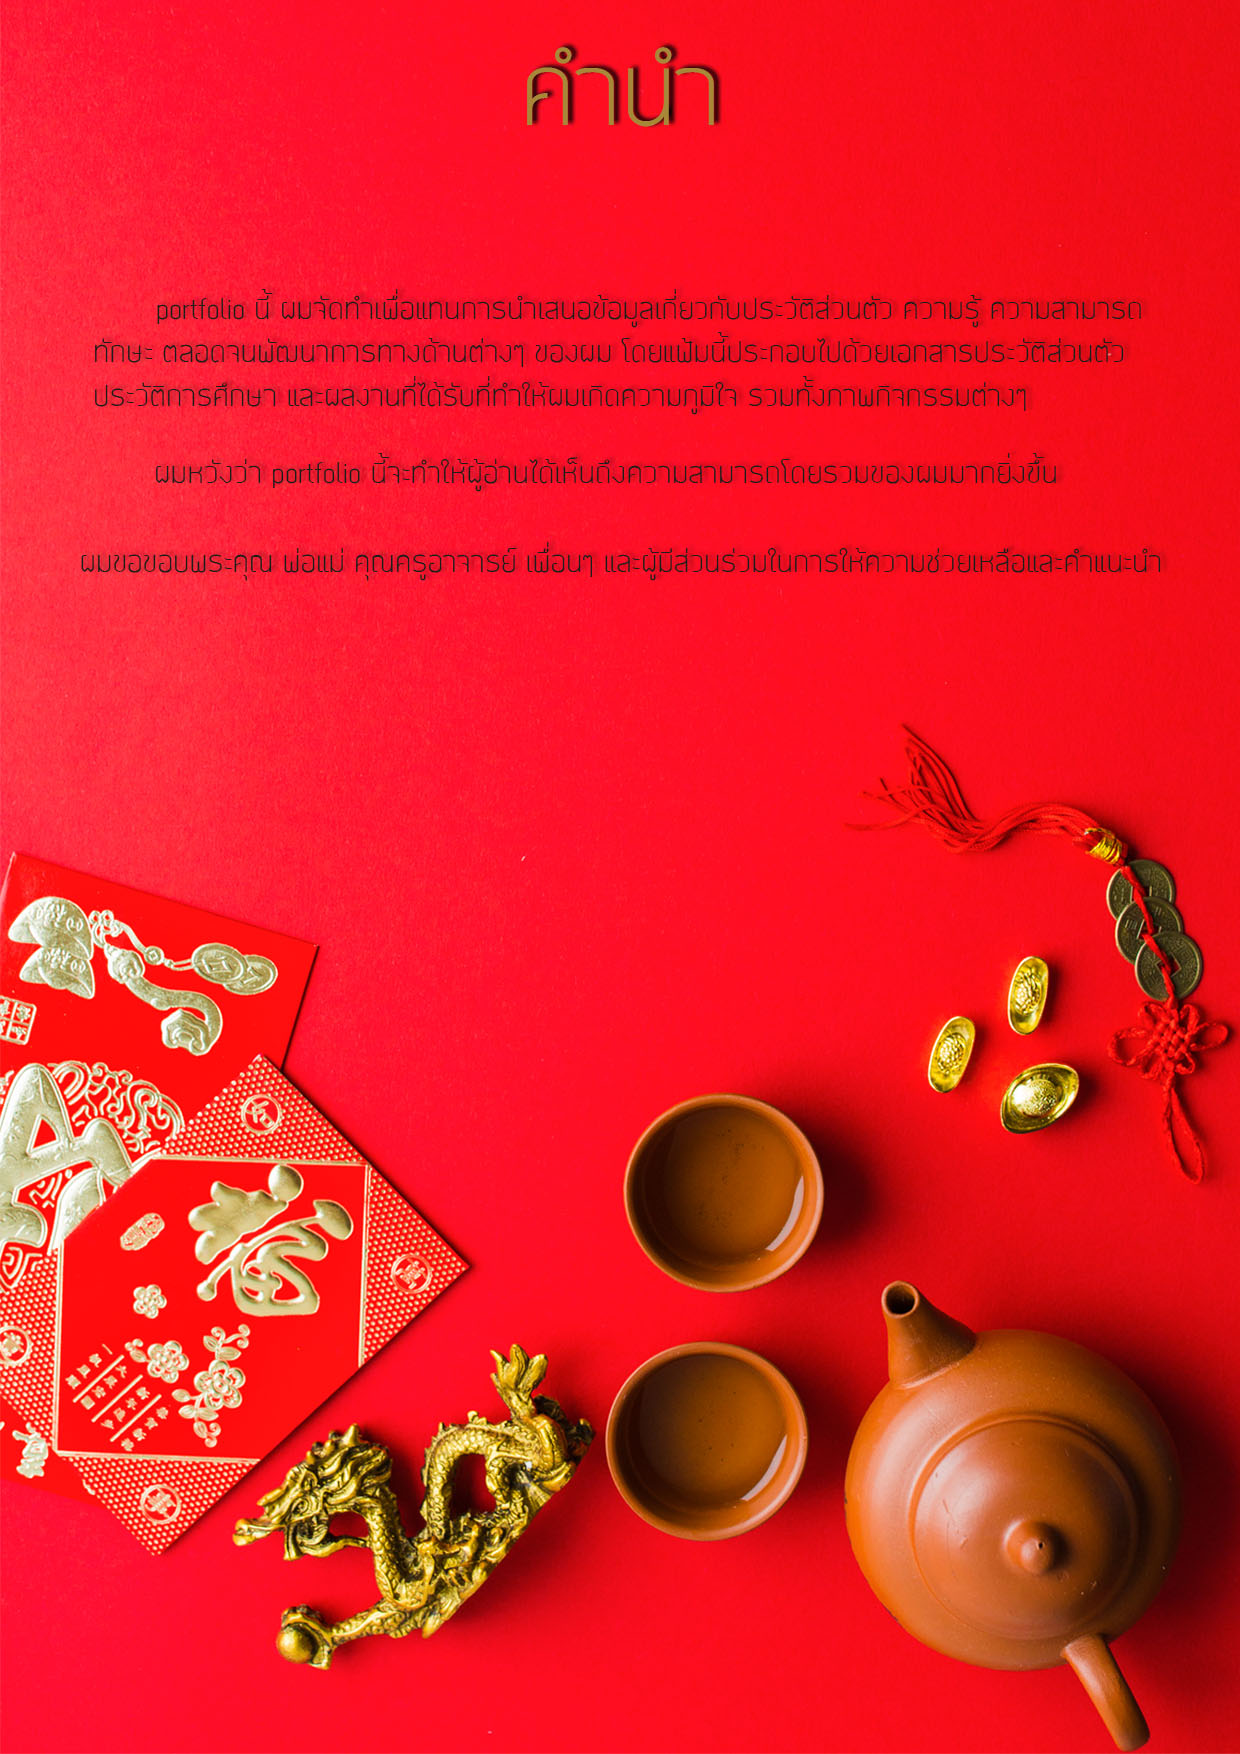 คำนำ
portfolio นี้ ผมจัดทำเพื่อแทนการนำเสนอข้อมูลเกี่ยวกับประวัติส่วนตัว ความรู้ ความสามารถ
ทักษะ ตลอดจนพัฒนาการทางด้านต่างๆ ของผม โดยแฟ้มนี้ประกอบไปด้วยเอกสารประวัติส่วนตัว
ประวัติการศึกษา และผลงานที่ได้รับที่ทำให้ผมเกิดความภูมิใจ รวมทั้งภาพกิจกรรมต่างๆ
ผมหวังว่า portfolio นี้จะทำให้ผู้อ่านได้เห็นถึงความสามารถโดยรวมของผมมากยิ่งขึ้น
ผมขอขอบพระคุณ พ่อแม่ คุณครูอาจารย์ เพื่อนๆ และผู้มีส่วนร่วมในการให้ความช่วยเหลือและคำแนะนำ